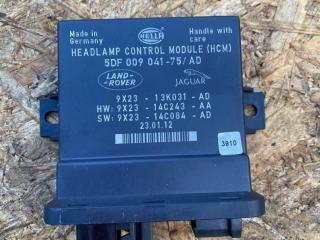 Made in
Germany
HELLA
Handle with
care
HEADLAMP CONTROL MODULE (HCM)
5DF 009 041-75/AD
LAND-
ROVER
JAGUAR
9X23 - 13K031 - AD
HW: 9X23 - 14C243 - AA
SW: 9X23 - 14C084 - AD
23.01.12
3910